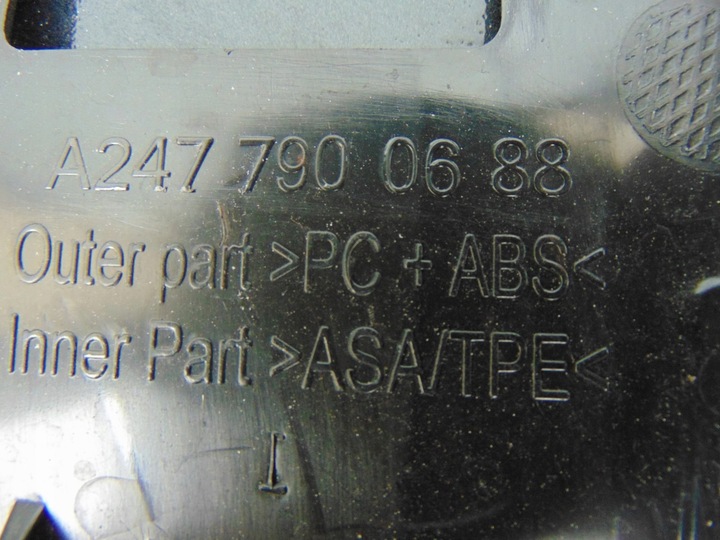 A247 790 06 88
Outer part >PC + ABS<
Inner Part >ASA/TPE<
I